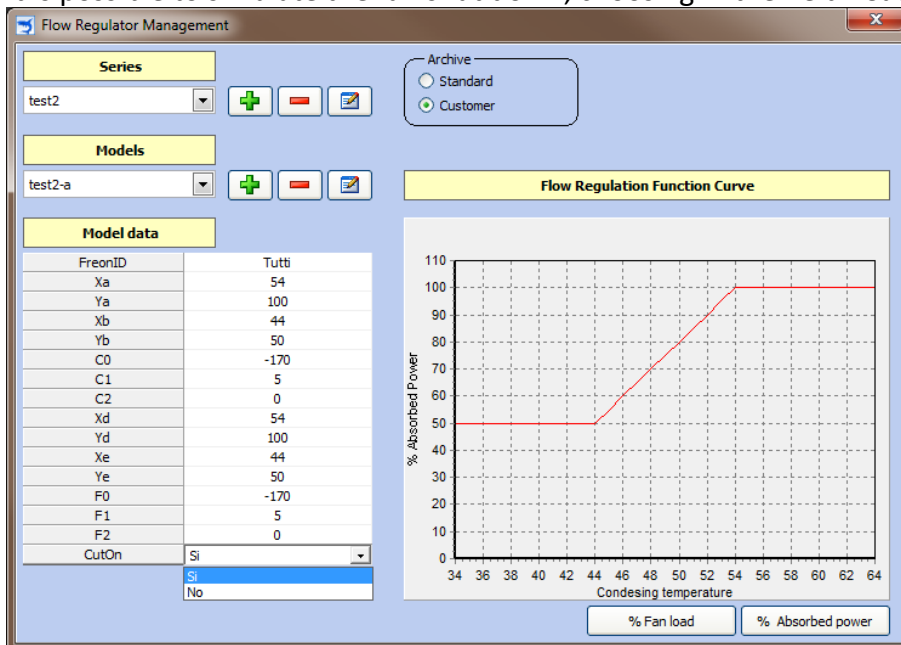 Flow Regulator Management
Series
test2
Archive
Standard
Customer
Models
test2-a
Flow Regulation Function Curve
Model data
FreonID Tutti
Xa 54
Ya 100
Xb 44
Yb 50
C0 -170
C1 5
C2 0
Xd 54
Yd 100
Xe 44
Ye 50
F0 -170
F1 5
F2 0
CutOn Si
Si
No
% Absorbed Power
110
100
90
80
70
60
50
40
30
20
10
0
34 36 38 40 42 44 46 48 50 52 54 56 58 60 62 64
Condesing temperature
% Fan load
% Absorbed power